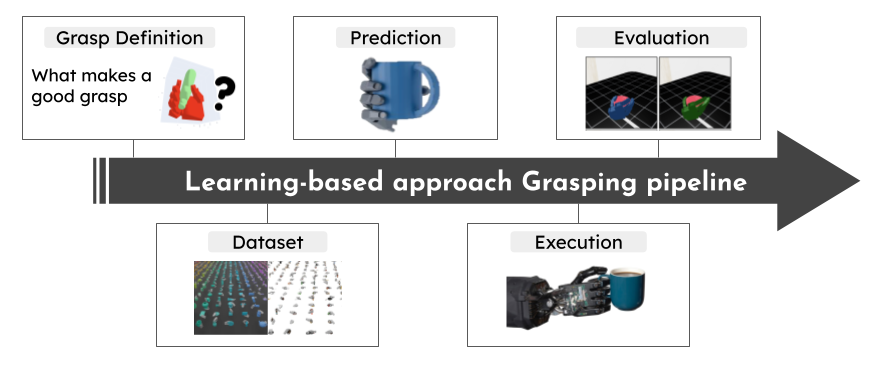 Grasp Definition
What makes a
good grasp
?
Prediction
Evaluation
Learning-based approach Grasping pipeline
Dataset
Execution